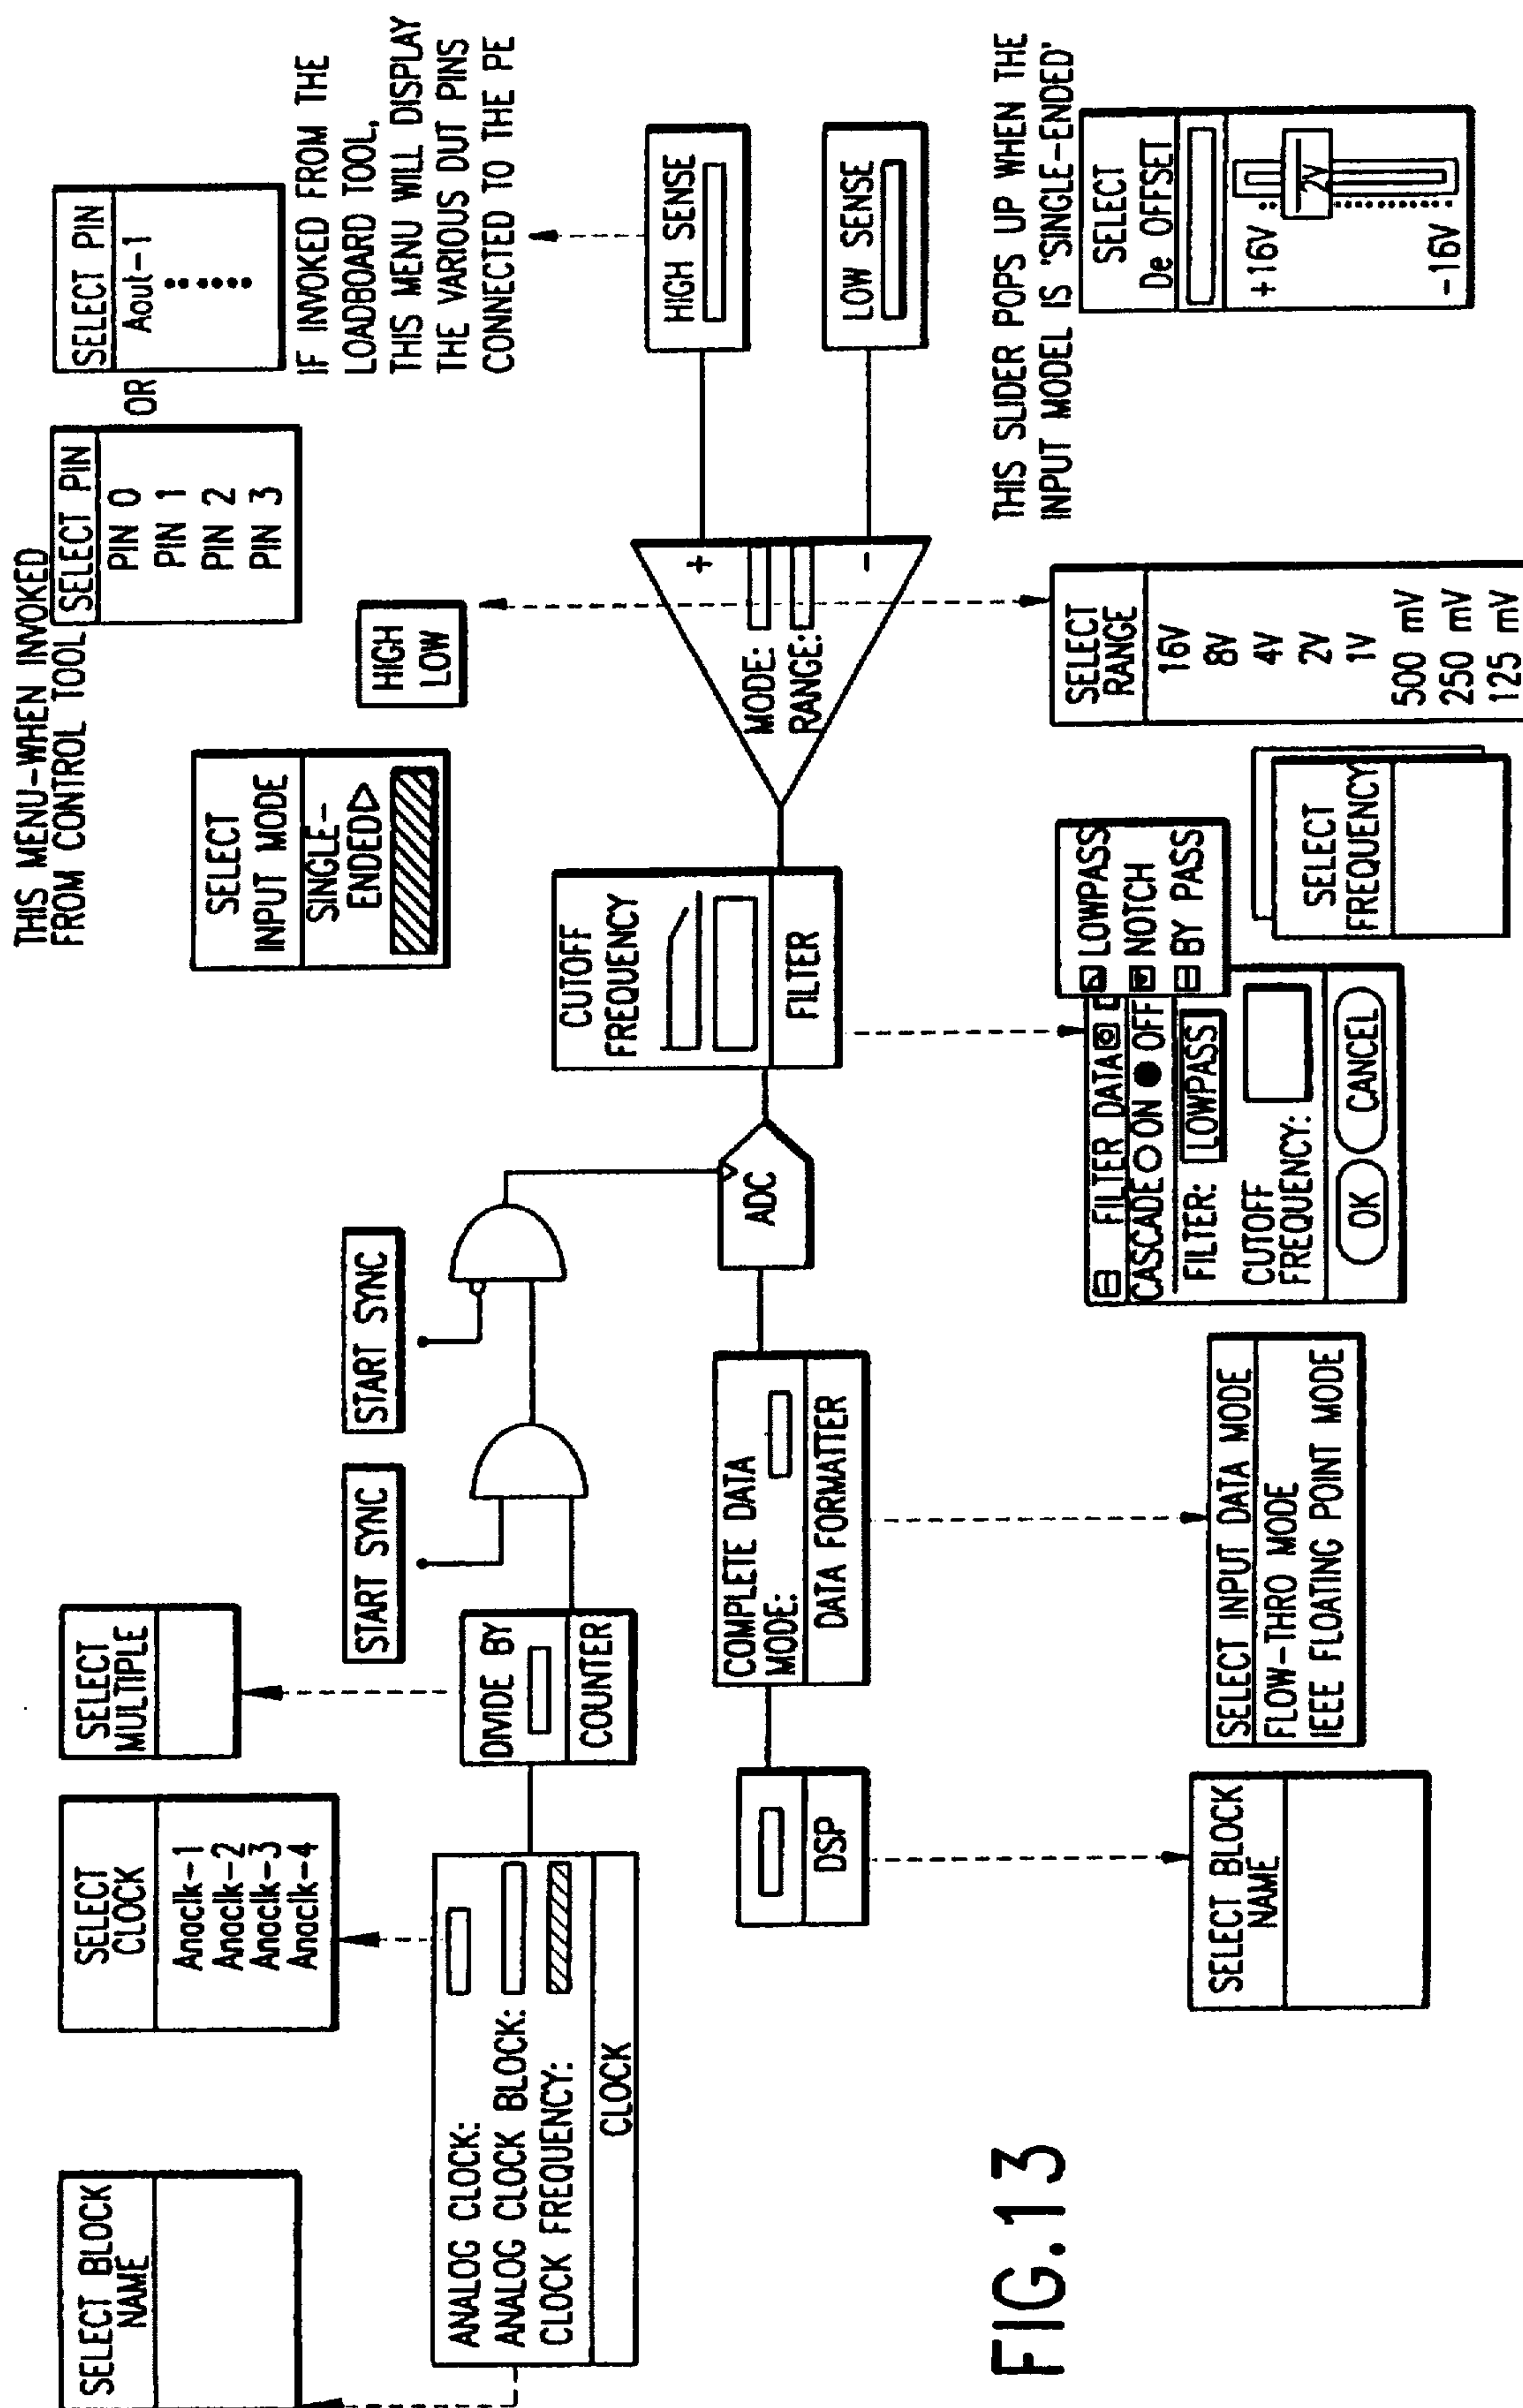 THIS MENU-WHEN INVOKED
FROM CONTROL TOOL
SELECT BLOCK
NAME
SELECT
CLOCK
Anaclk-1
Anaclk-2
Anaclk-3
Anaclk-4
SELECT
MULTIPLE
SELECT
INPUT MODE
SINGLE-
ENDED
SELECT PIN
PIN 0
PIN 1
PIN 2
PIN 3
OR
SELECT PIN
Aout-1
IF INVOKED FROM THE
LOADBOARD TOOL,
THIS MENU WILL DISPLAY
THE VARIOUS DUT PINS
CONNECTED TO THE PE
START SYNC
START SYNC
HIGH
LOW
ANALOG CLOCK:
ANALOG CLOCK BLOCK:
CLOCK FREQUENCY:
CLOCK
DIVIDE BY
COUNTER
CUTOFF
FREQUENCY
FILTER
+
-
MODE:
RANGE:
HIGH SENSE
LOW SENSE
DSP
COMPLETE DATA
MODE:
DATA FORMATTER
ADC
THIS SLIDER POPS UP WHEN THE
INPUT MODEL IS 'SINGLE-ENDED'
SELECT BLOCK
NAME
SELECT INPUT DATA MODE
FLOW-THRO MODE
IEEE FLOATING POINT MODE
FILTER DATA
CASCADE ON OFF
FILTER: LOWPASS
CUTOFF
FREQUENCY:
OK CANCEL
LOWPASS
NOTCH
BY PASS
SELECT
FREQUENCY
SELECT
RANGE
16V
8V
4V
2V
1V
500 mV
250 mV
125 mV
SELECT
De OFFSET
+16V
2V
-16V
FIG.13